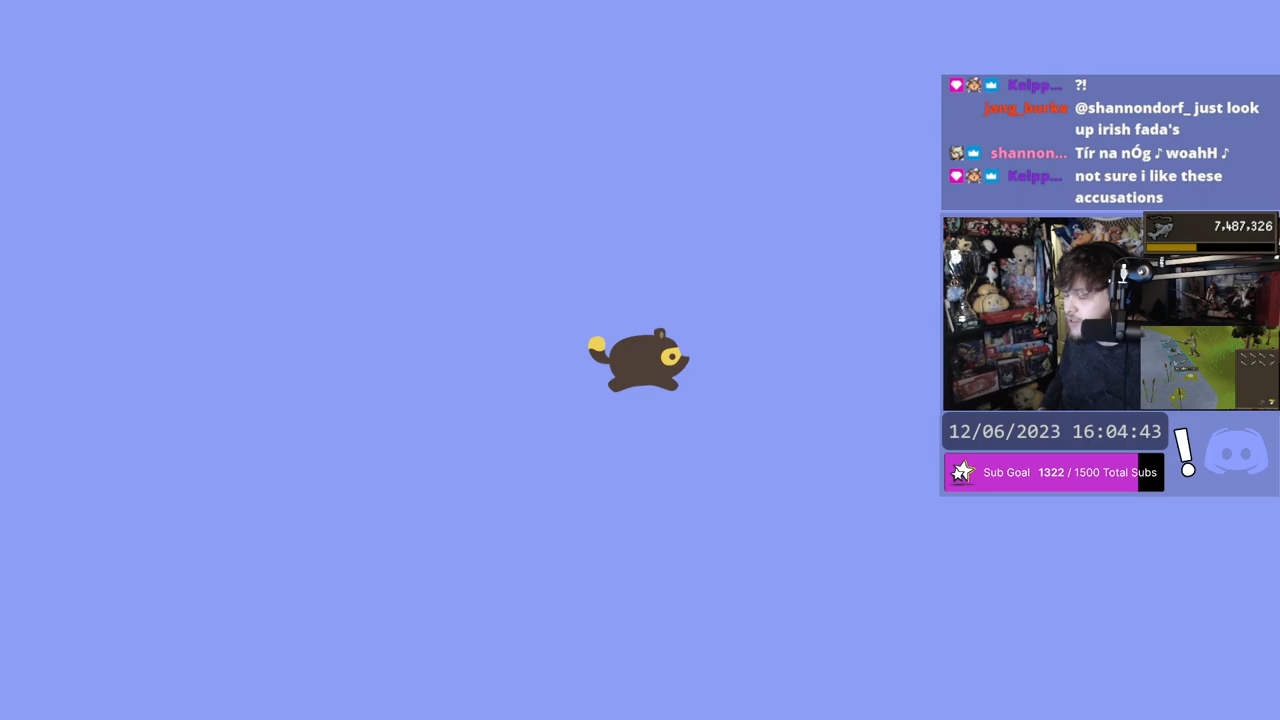 Kelpp... ?!
jang_burke @shannondorf_ just look
up irish fada's
shannon... Tír na nÓg ♪ woahH ♪
Kelpp... not sure i like these
accusations
7,487,326
12/06/2023 16:04:43
Sub Goal 1322 / 1500 Total Subs
!